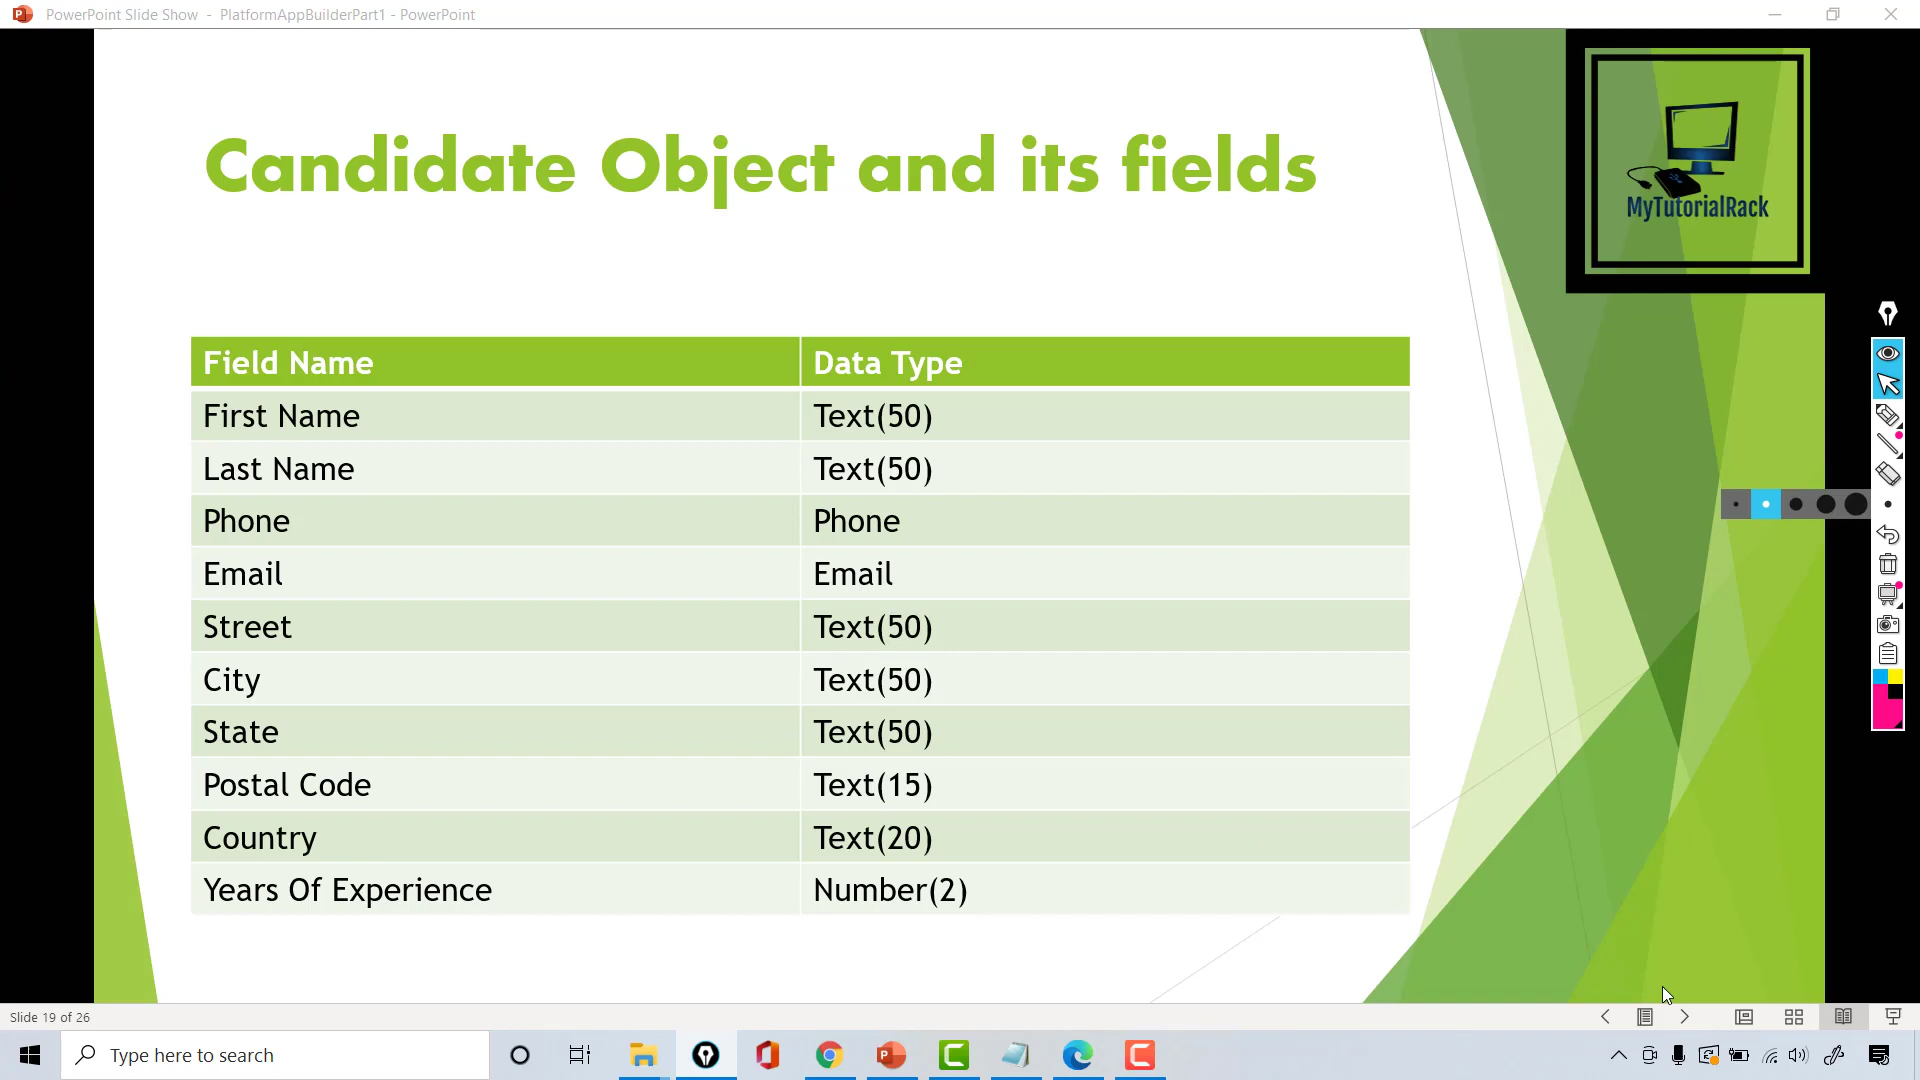 PowerPoint Slide Show - PlatformAppBuilderPart1 - PowerPoint
Candidate Object and its fields
MyTutorialRack
Field Name Data Type
First Name Text(50)
Last Name Text(50)
Phone Phone
Email Email
Street Text(50)
City Text(50)
State Text(50)
Postal Code Text(15)
Country Text(20)
Years Of Experience Number(2)
Slide 19 of 26
Type here to search